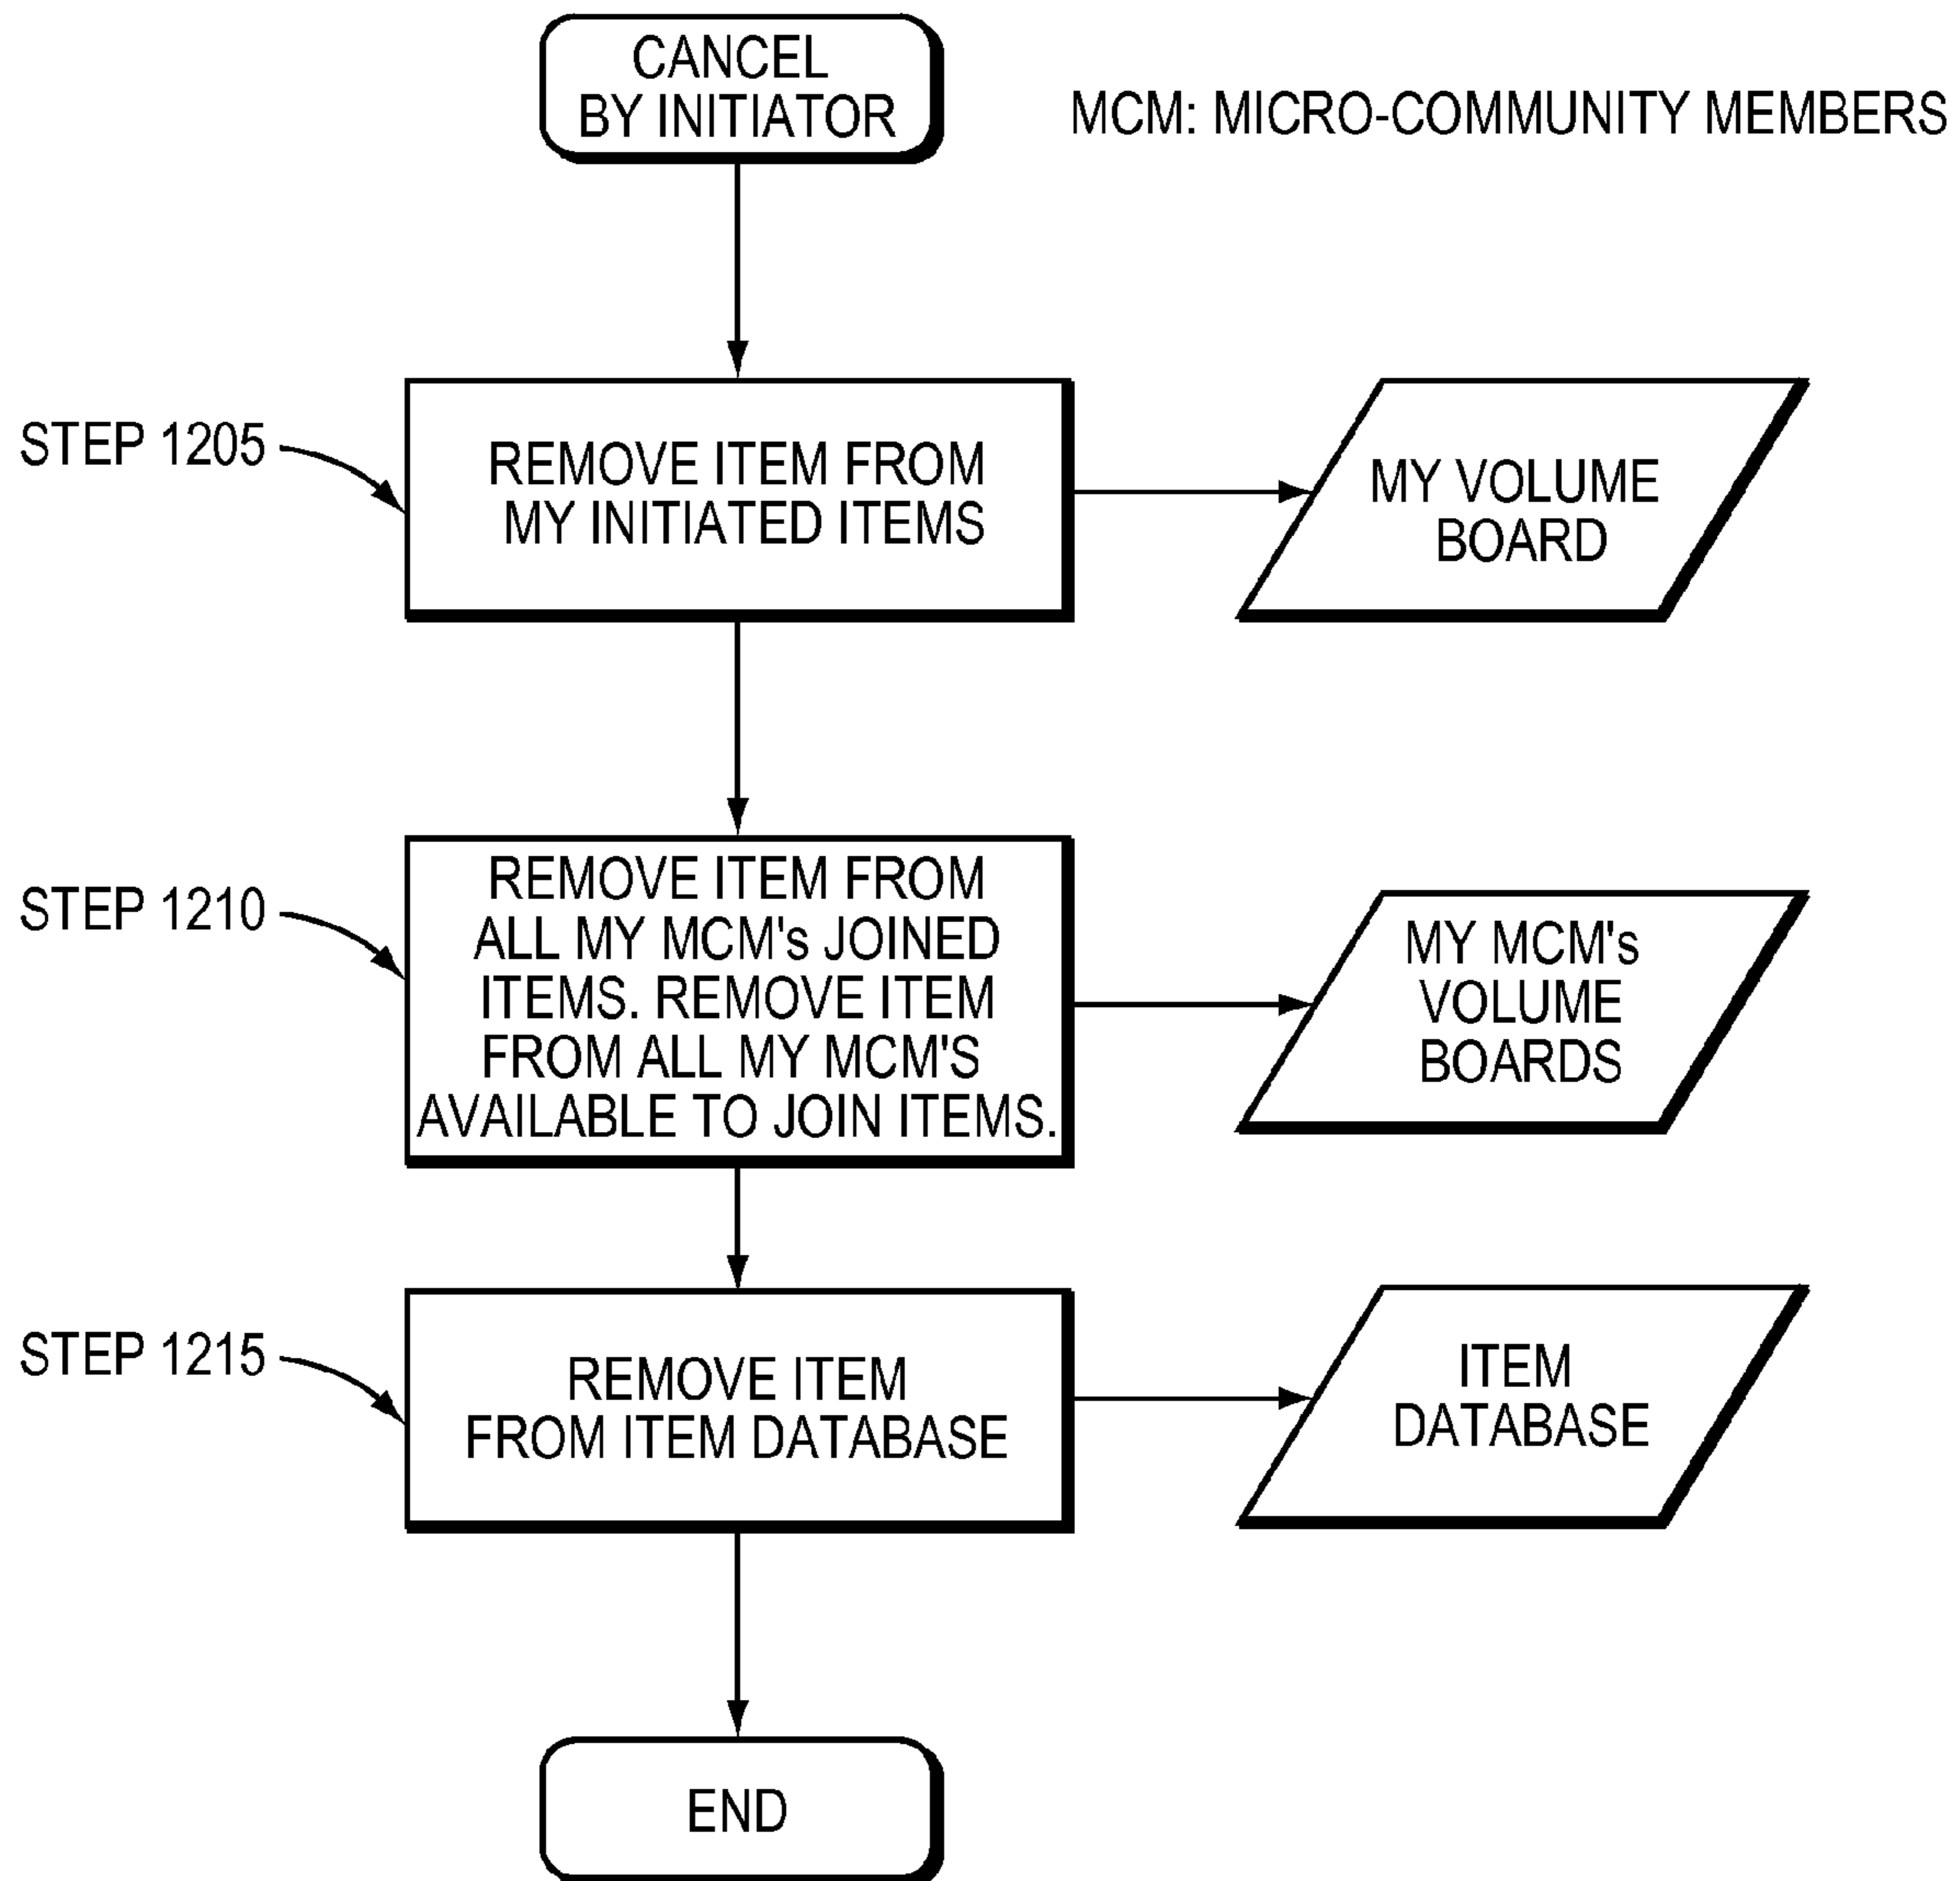 CANCEL
BY INITIATOR
MCM: MICRO-COMMUNITY MEMBERS
STEP 1205
REMOVE ITEM FROM
MY INITIATED ITEMS
MY VOLUME
BOARD
STEP 1210
REMOVE ITEM FROM
ALL MY MCM's JOINED
ITEMS. REMOVE ITEM
FROM ALL MY MCM'S
AVAILABLE TO JOIN ITEMS.
MY MCM's
VOLUME
BOARDS
STEP 1215
REMOVE ITEM
FROM ITEM DATABASE
ITEM
DATABASE
END